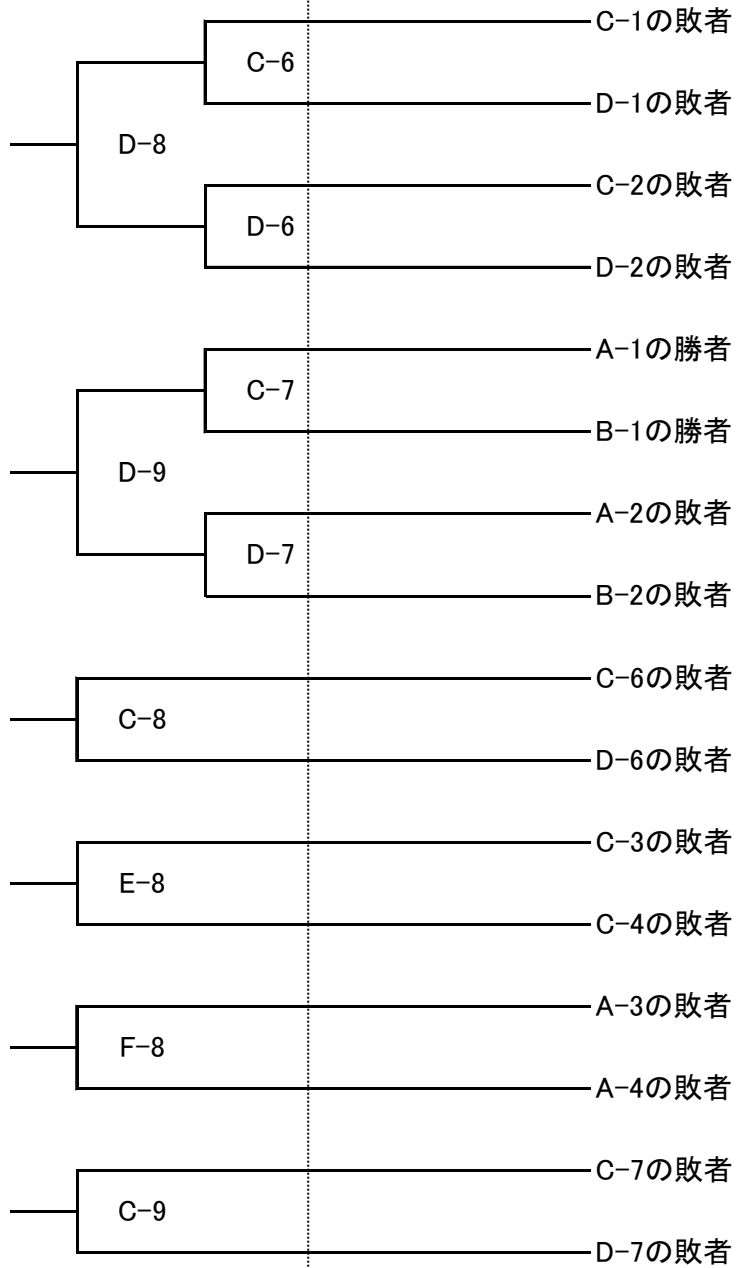 C-1の敗者
C-6
D-1の敗者
D-8
C-2の敗者
D-6
D-2の敗者
A-1の勝者
C-7
B-1の勝者
D-9
A-2の敗者
D-7
B-2の敗者
C-6の敗者
C-8
D-6の敗者
C-3の敗者
E-8
C-4の敗者
A-3の敗者
F-8
A-4の敗者
C-7の敗者
C-9
D-7の敗者